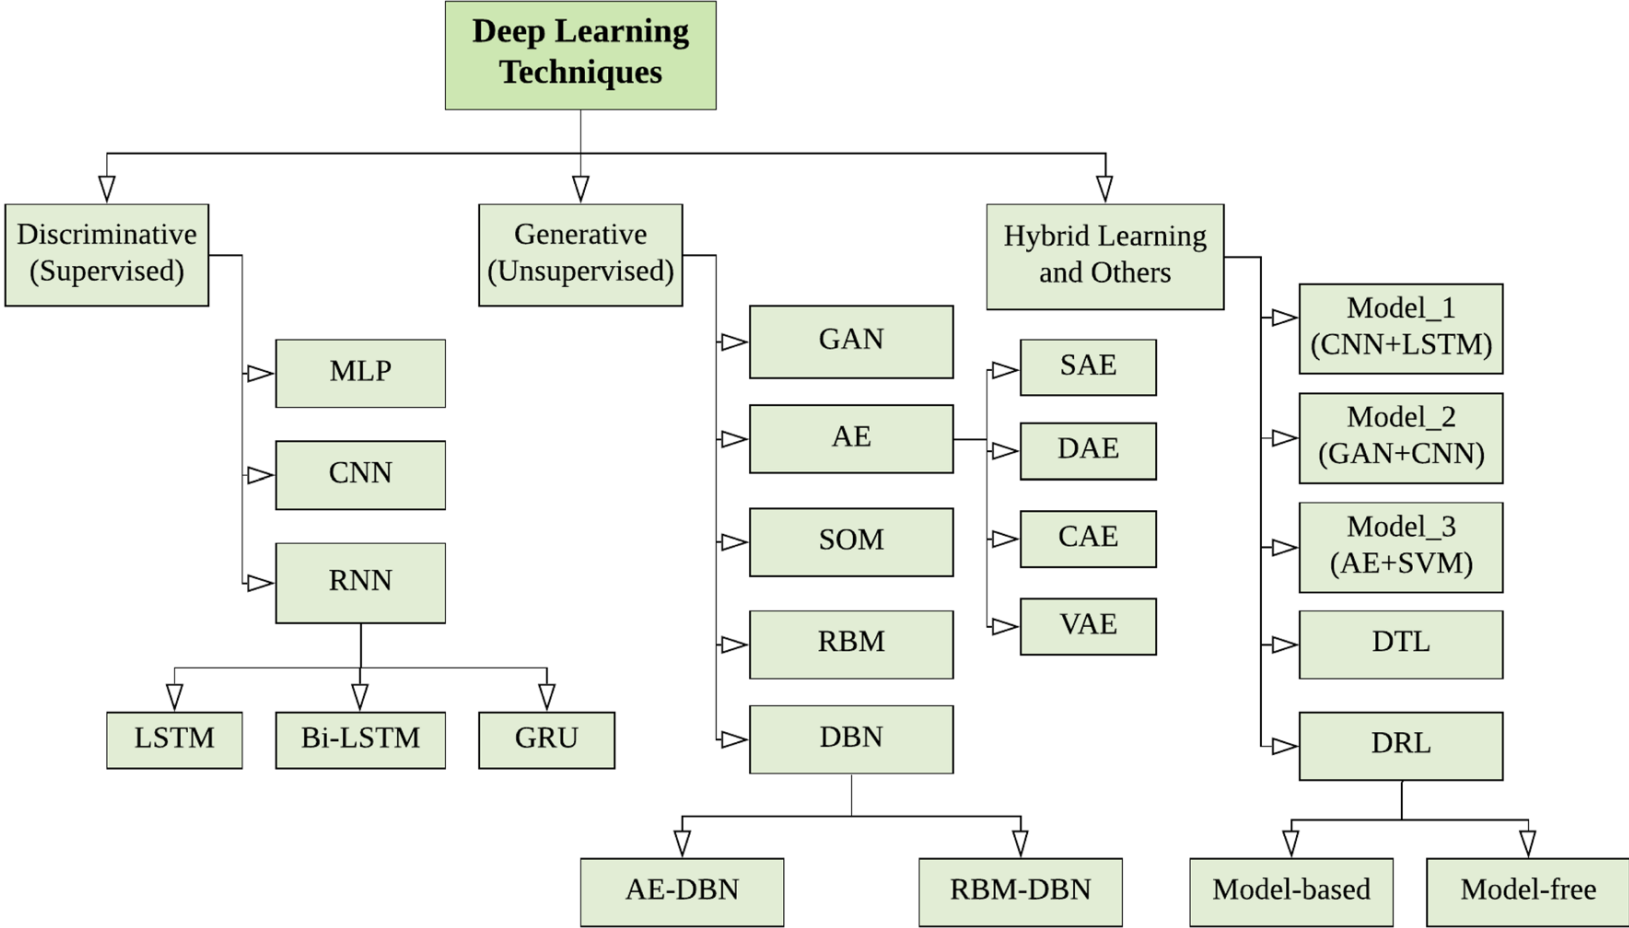 Deep Learning
Techniques
Discriminative
(Supervised)
MLP
CNN
RNN
LSTM
Bi-LSTM
GRU
Generative
(Unsupervised)
GAN
AE
SOM
RBM
DBN
SAE
DAE
CAE
VAE
AE-DBN
RBM-DBN
Hybrid Learning
and Others
Model_1
(CNN+LSTM)
Model_2
(GAN+CNN)
Model_3
(AE+SVM)
DTL
DRL
Model-based
Model-free